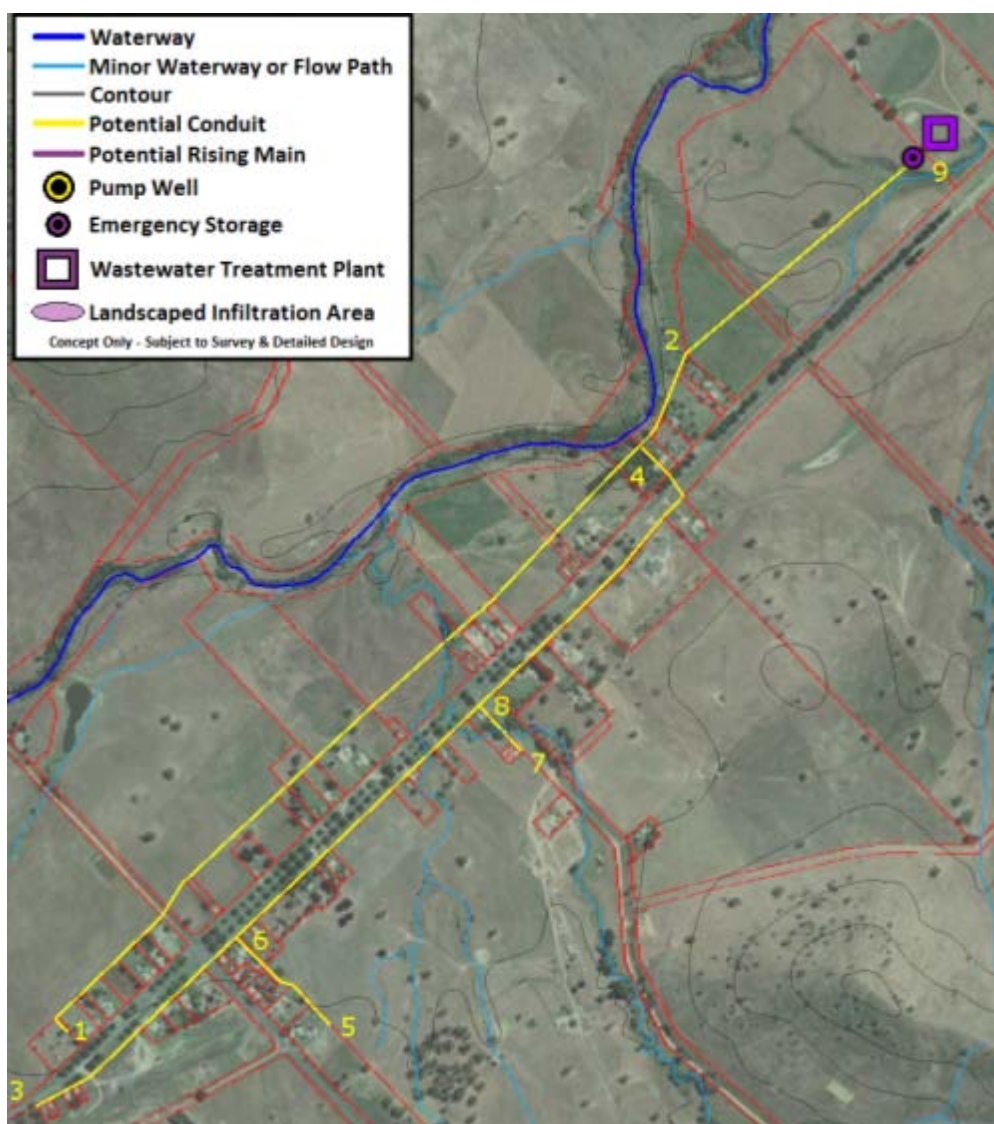 Waterway
Minor Waterway or Flow Path
Contour
Potential Conduit
Potential Rising Main
Pump Well
Emergency Storage
Wastewater Treatment Plant
Landscaped Infiltration Area
Concept Only - Subject to Survey & Detailed Design
9
2
4
8
7
6
1
5
3